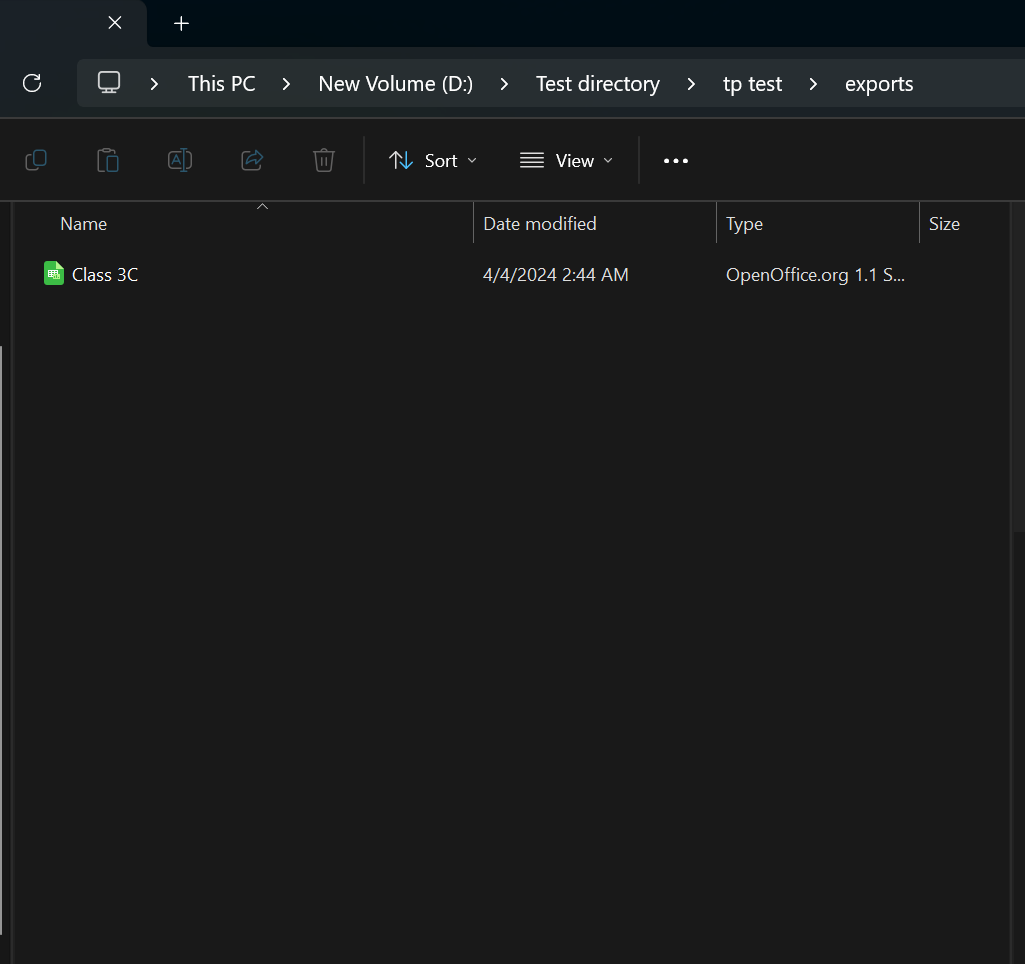 This PC New Volume (D:) Test directory tp test exports
Sort View
Name Date modified Type Size
Class 3C 4/4/2024 2:44 AM OpenOffice.org 1.1 S...